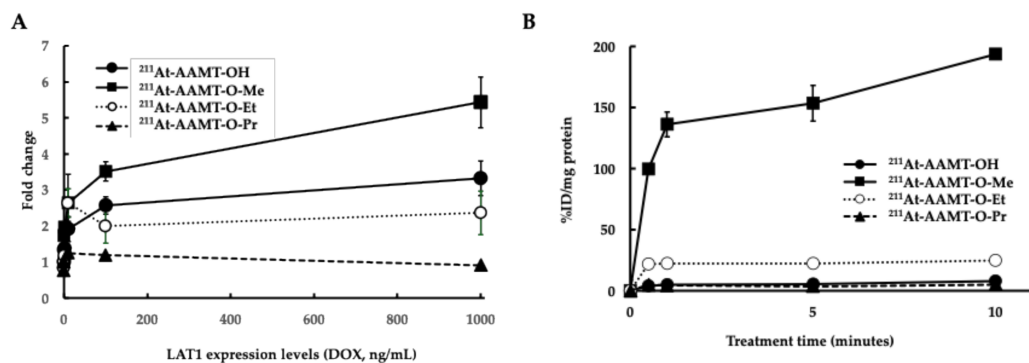 A
7
6
5
4
3
2
1
0
Fold change
²¹¹At-AAMT-OH
²¹¹At-AAMT-O-Me
²¹¹At-AAMT-O-Et
²¹¹At-AAMT-O-Pr
0 200 400 600 800 1000
LAT1 expression levels (DOX, ng/mL)
B
200
150
100
50
0
%ID/mg protein
²¹¹At-AAMT-OH
²¹¹At-AAMT-O-Me
²¹¹At-AAMT-O-Et
²¹¹At-AAMT-O-Pr
0 5 10
Treatment time (minutes)